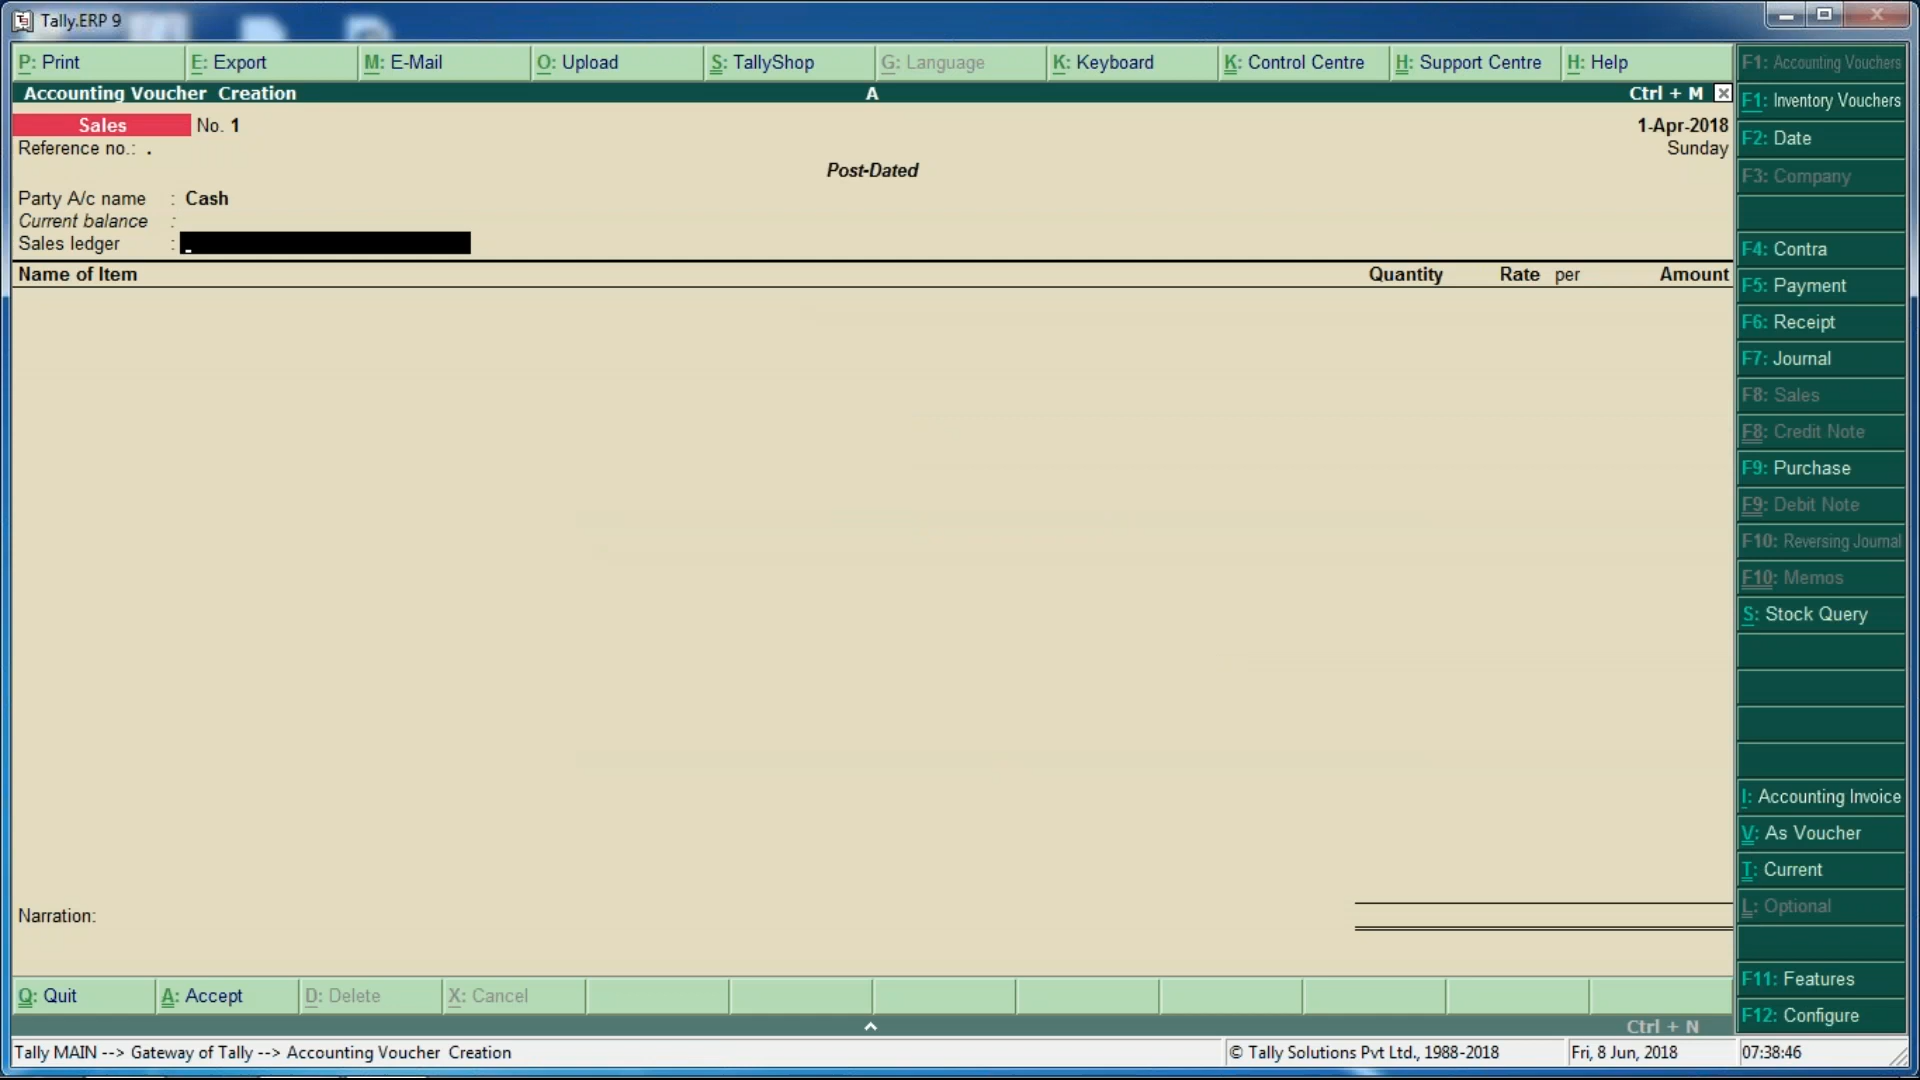 Tally.ERP 9
P: Print E: Export M: E-Mail O: Upload S: TallyShop G: Language K: Keyboard K: Control Centre H: Support Centre H: Help
Accounting Voucher Creation A Ctrl + M
Sales No. 1 1-Apr-2018
Reference no.: . Sunday
Post-Dated
Party A/c name : Cash
Current balance :
Sales ledger :
Name of Item Quantity Rate per Amount
Narration:
F1: Accounting Vouchers
F1: Inventory Vouchers
F2: Date
F3: Company
F4: Contra
F5: Payment
F6: Receipt
F7: Journal
F8: Sales
F8: Credit Note
F9: Purchase
F9: Debit Note
F10: Reversing Journal
F10: Memos
S: Stock Query
I: Accounting Invoice
V: As Voucher
T: Current
L: Optional
F11: Features
F12: Configure
Q: Quit A: Accept D: Delete X: Cancel
Ctrl + N
Tally MAIN --> Gateway of Tally --> Accounting Voucher Creation © Tally Solutions Pvt Ltd., 1988-2018 Fri, 8 Jun, 2018 07:38:46